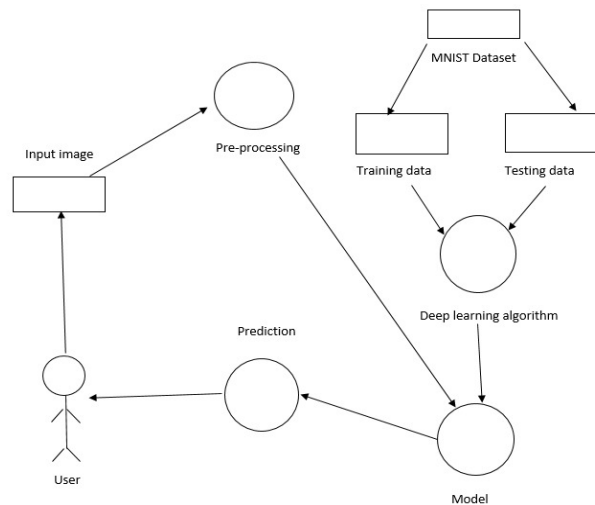 MNIST Dataset
Input image
Pre-processing
Training data
Testing data
Deep learning algorithm
Prediction
User
Model